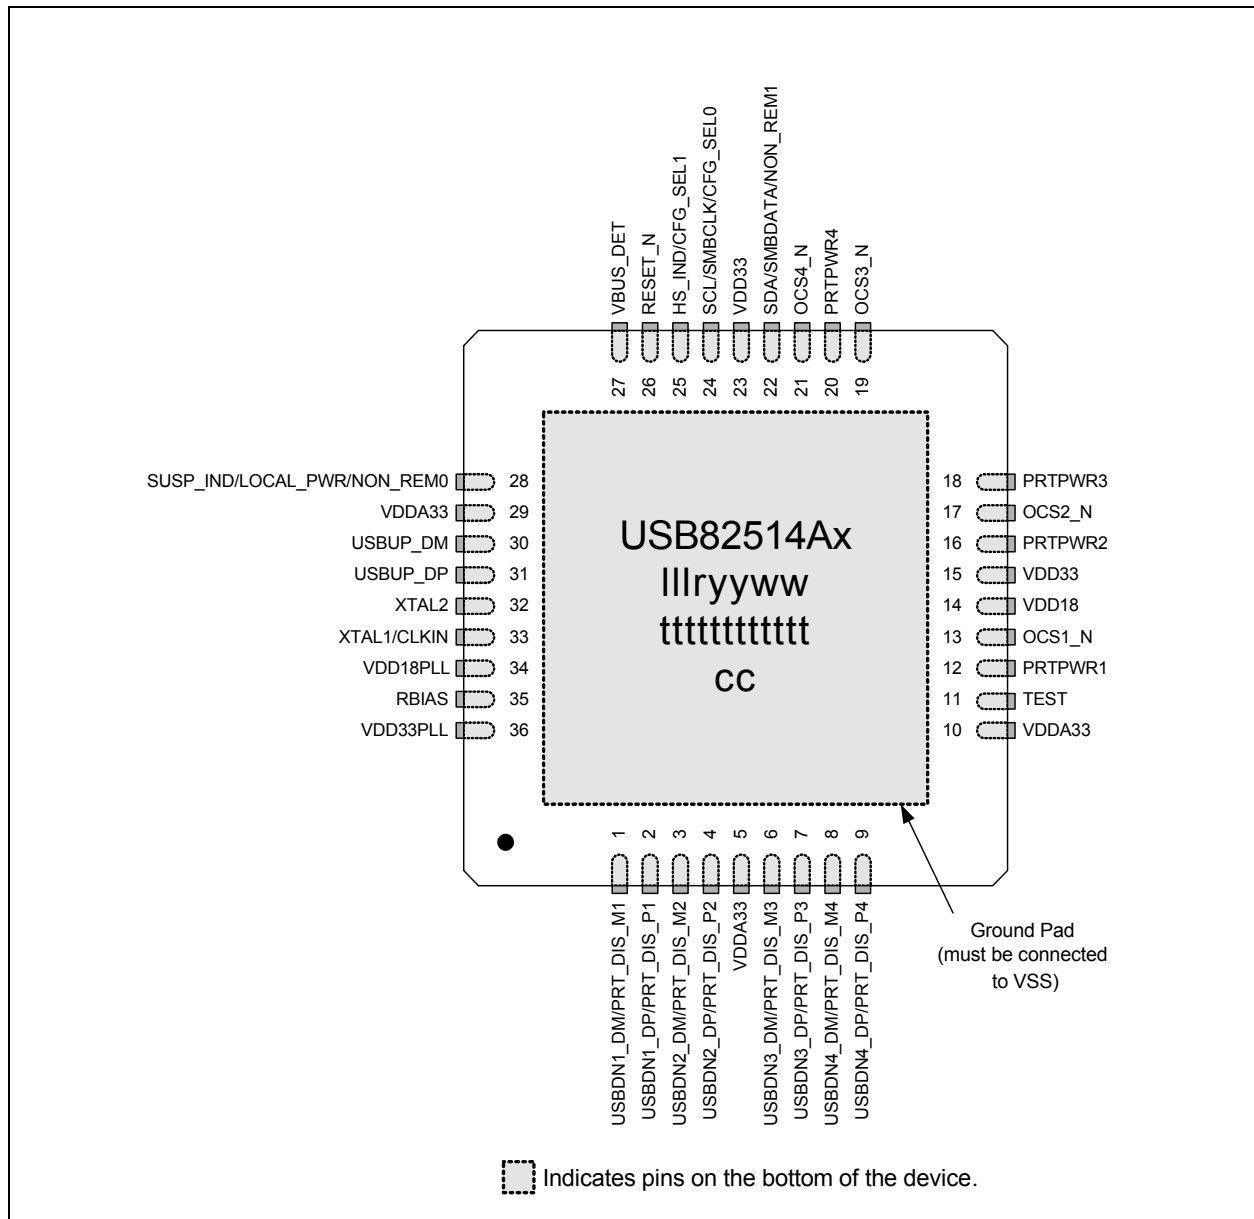 VBUS_DET
RESET_N
HS_IND/CFG_SEL1
SCL/SMBCLK/CFG_SEL0
VDD33
SDA/SMBDATA/NON_REM1
OCS4_N
PRTPWR4
OCS3_N
27 26 25 24 23 22 21 20 19
SUSP_IND/LOCAL_PWR/NON_REM0 28
VDDA33 29
USBUP_DM 30
USBUP_DP 31
XTAL2 32
XTAL1/CLKIN 33
VDD18PLL 34
RBIAS 35
VDD33PLL 36
USB82514Ax
lllryyww
tttttttttttt
cc
18 PRTPWR3
17 OCS2_N
16 PRTPWR2
15 VDD33
14 VDD18
13 OCS1_N
12 PRTPWR1
11 TEST
10 VDDA33
1 2 3 4 5 6 7 8 9
USBDN1_DM/PRT_DIS_M1
USBDN1_DP/PRT_DIS_P1
USBDN2_DM/PRT_DIS_M2
USBDN2_DP/PRT_DIS_P2
VDDA33
USBDN3_DM/PRT_DIS_M3
USBDN3_DP/PRT_DIS_P3
USBDN4_DM/PRT_DIS_M4
USBDN4_DP/PRT_DIS_P4
Ground Pad
(must be connected
to VSS)
Indicates pins on the bottom of the device.